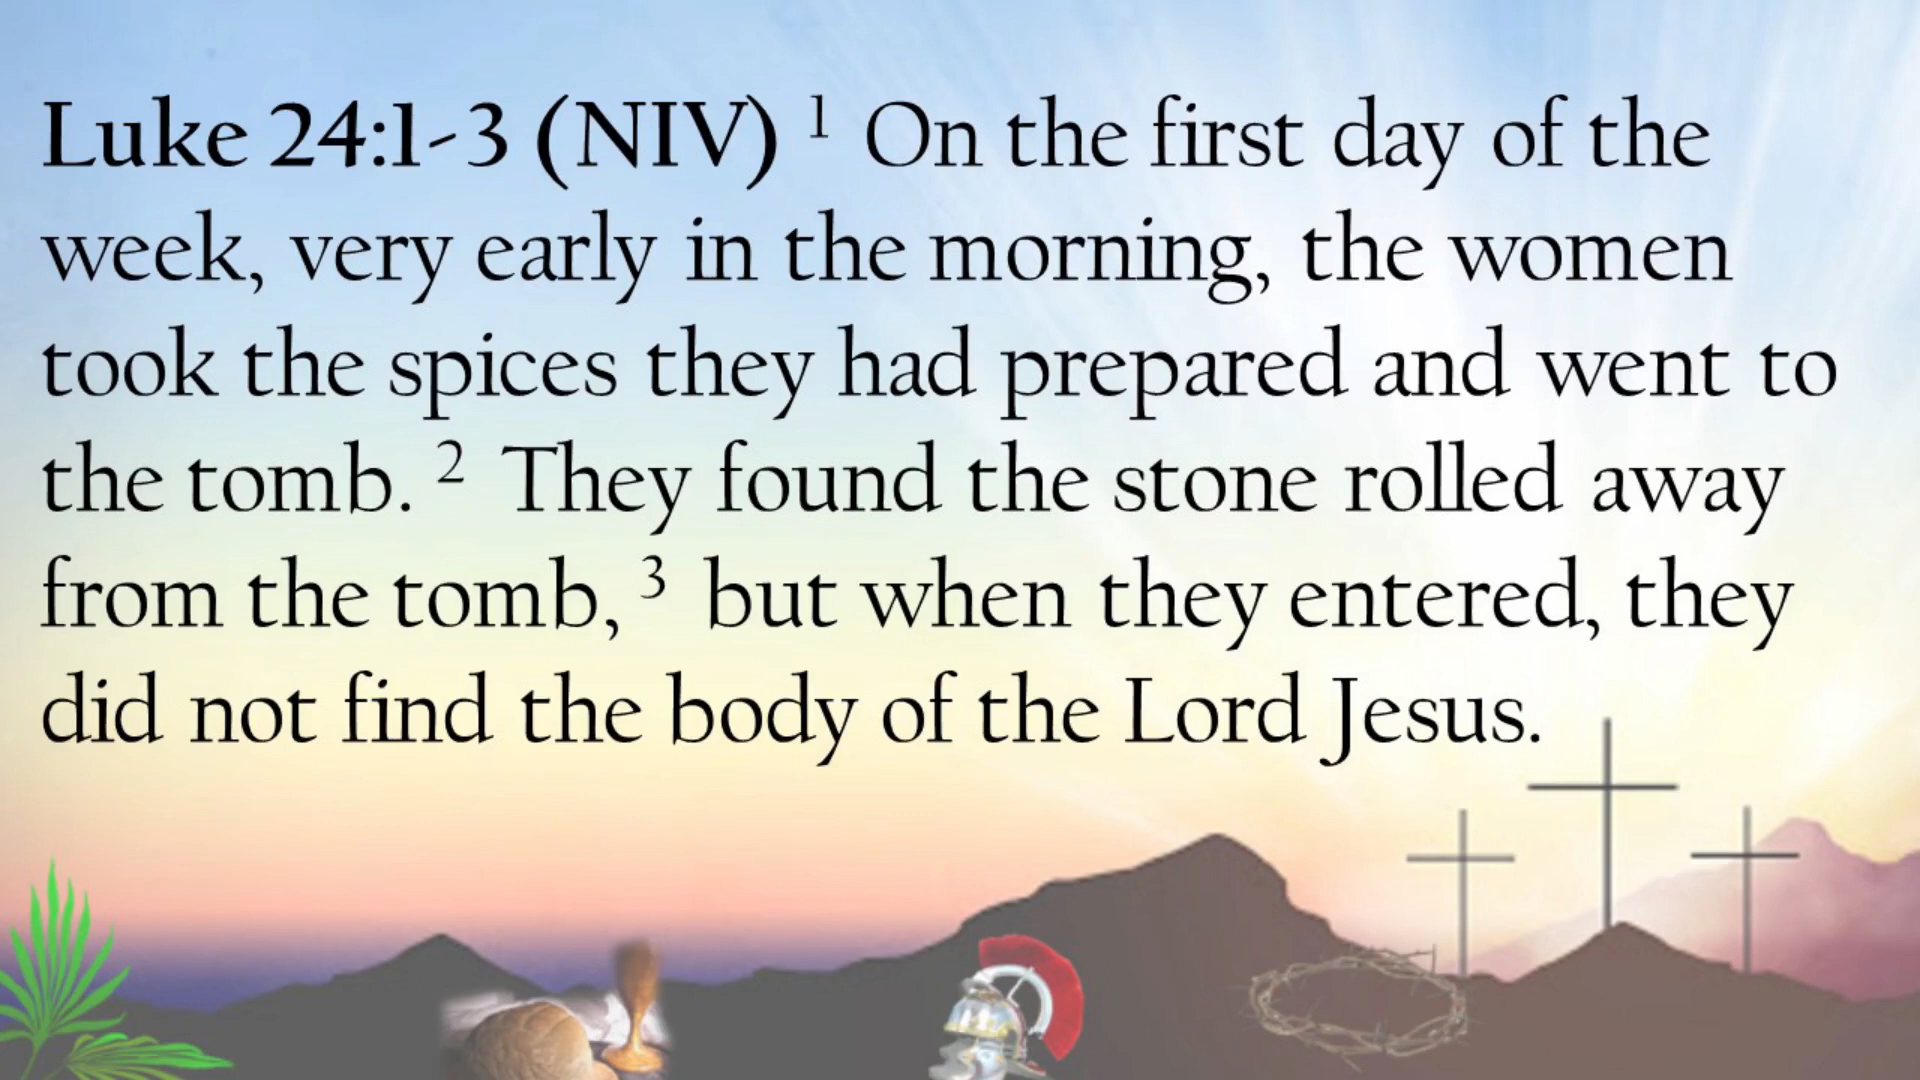 Luke 24:1-3 (NIV) 1 On the first day of the
week, very early in the morning, the women
took the spices they had prepared and went to
the tomb. 2 They found the stone rolled away
from the tomb, 3 but when they entered, they
did not find the body of the Lord Jesus.